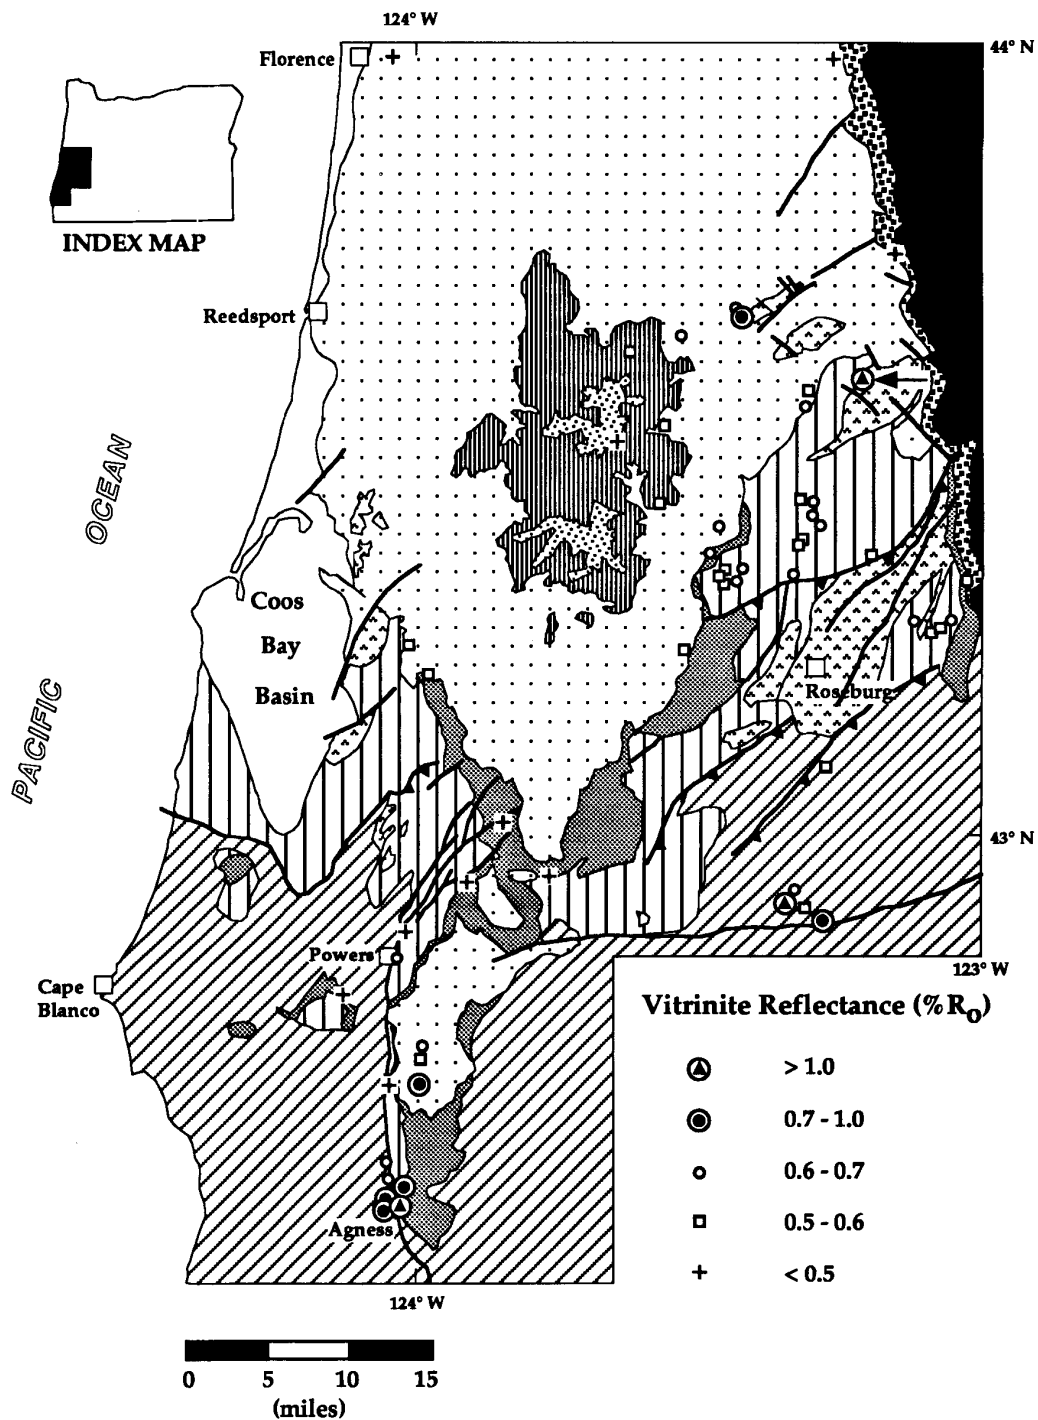 124° W
44° N
Florence
INDEX MAP
Reedsport
PACIFIC OCEAN
Coos
Bay
Basin
Roseburg
43° N
Powers
Cape
Blanco
123° W
Vitrinite Reflectance (% Ro)
> 1.0
0.7 - 1.0
0.6 - 0.7
0.5 - 0.6
< 0.5
Agness
124° W
0 5 10 15
(miles)